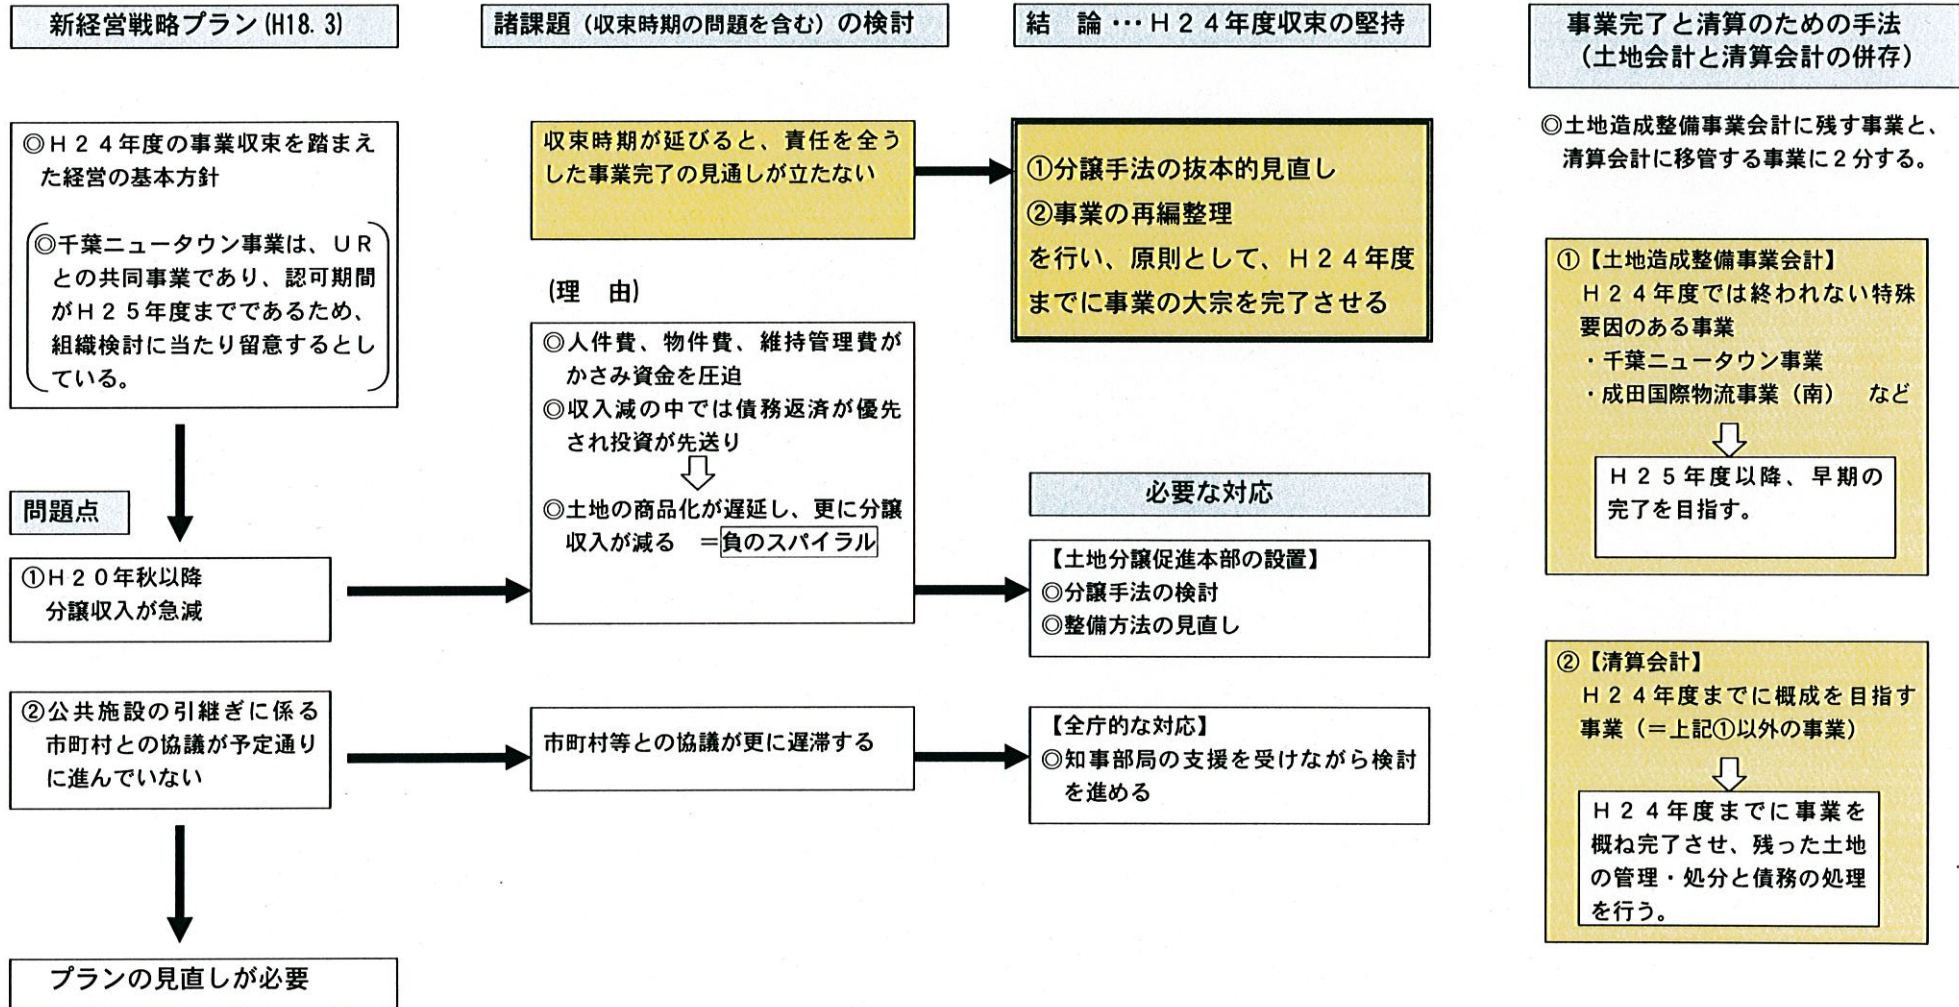 新経営戦略プラン(H18.3)
◎H24年度の事業収束を踏まえ
た経営の基本方針
◎千葉ニュータウン事業は、UR
との共同事業であり、認可期間
がH25年度までであるため、
組織検討に当たり留意するとし
ている。
問題点
①H20年秋以降
分譲収入が急減
②公共施設の引継ぎに係る
市町村との協議が予定通り
に進んでいない
プランの見直しが必要
諸課題(収束時期の問題を含む)の検討
収束時期が延びると、責任を全う
した事業完了の見通しが立たない
(理 由)
◎人件費、物件費、維持管理費が
かさみ資金を圧迫
◎収入減の中では債務返済が優先
され投資が先送り
◎土地の商品化が遅延し、更に分譲
収入が減る =負のスパイラル
市町村等との協議が更に遅滞する
結 論…H24年度収束の堅持
①分譲手法の抜本的見直し
②事業の再編整理
を行い、原則として、H24年度
までに事業の大宗を完了させる
必要な対応
【土地分譲促進本部の設置】
◎分譲手法の検討
◎整備方法の見直し
【全庁的な対応】
◎知事部局の支援を受けながら検討
を進める
事業完了と清算のための手法
(土地会計と清算会計の併存)
◎土地造成整備事業会計に残す事業と、
清算会計に移管する事業に2分する。
①【土地造成整備事業会計】
H24年度では終われない特殊
要因のある事業
・千葉ニュータウン事業
・成田国際物流事業(南) など
H25年度以降、早期の
完了を目指す。
②【清算会計】
H24年度までに概成を目指す
事業(=上記①以外の事業)
H24年度までに事業を
概ね完了させ、残った土地
の管理・処分と債務の処理
を行う。